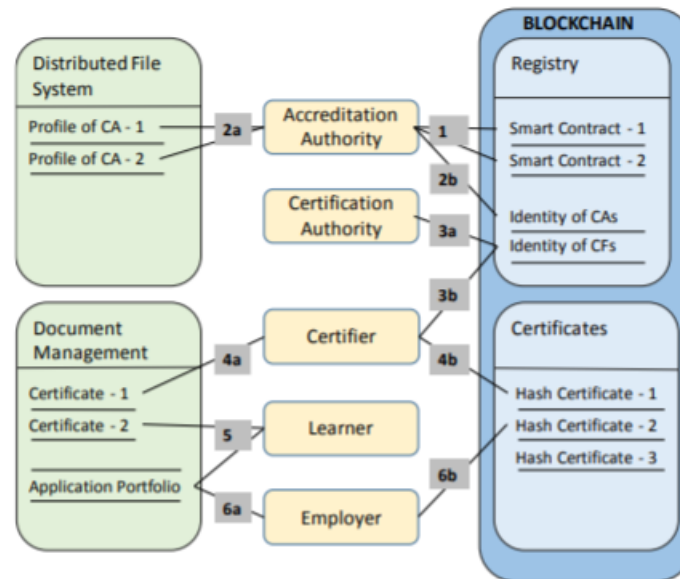 BLOCKCHAIN
Distributed File
System
Profile of CA - 1
Profile of CA - 2
2a
Accreditation
Authority
1
2b
Registry
Smart Contract - 1
Smart Contract - 2
Identity of CAs
Identity of CFs
Certification
Authority
3a
3b
Document
Management
Certificate - 1
Certificate - 2
Application Portfolio
4a
Certifier
4b
5
Learner
6a
Employer
6b
Certificates
Hash Certificate - 1
Hash Certificate - 2
Hash Certificate - 3